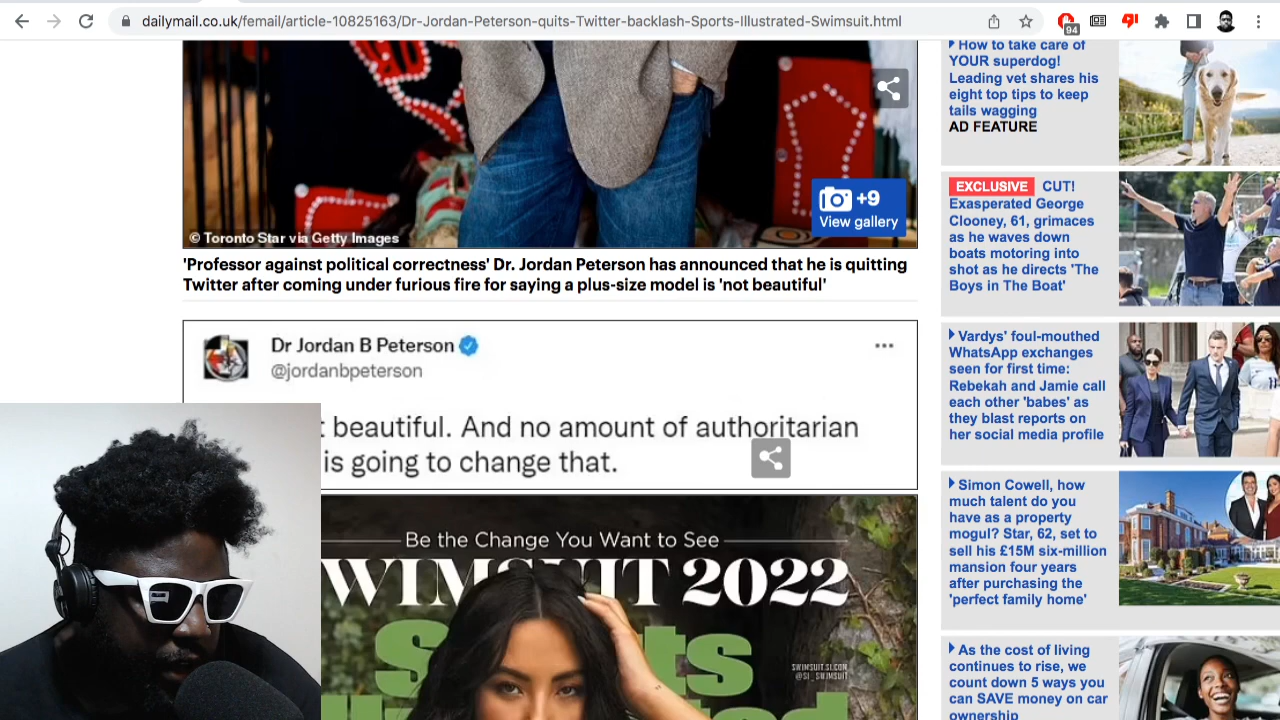 dailymail.co.uk/femail/article-10825163/Dr-Jordan-Peterson-quits-Twitter-backlash-Sports-Illustrated-Swimsuit.html
94
+9
View gallery
© Toronto Star via Getty Images
'Professor against political correctness' Dr. Jordan Peterson has announced that he is quitting
Twitter after coming under furious fire for saying a plus-size model is 'not beautiful'
Dr Jordan B Peterson
@jordanbpeterson
beautiful. And no amount of authoritarian
is going to change that.
Be the Change You Want to See
SWIMSUIT 2022
SWIMSUIT.SI.COM
@SI_SWIMSUIT
How to take care of
YOUR superdog!
Leading vet shares his
eight top tips to keep
tails wagging
AD FEATURE
EXCLUSIVE CUT!
Exasperated George
Clooney, 61, grimaces
as he waves down
boats motoring into
shot as he directs 'The
Boys in The Boat'
Vardys' foul-mouthed
WhatsApp exchanges
seen for first time:
Rebekah and Jamie call
each other 'babes' as
they blast reports on
her social media profile
Simon Cowell, how
much talent do you
have as a property
mogul? Star, 62, set to
sell his £15M six-million
mansion four years
after purchasing the
'perfect family home'
As the cost of living
continues to rise, we
count down 5 ways you
can SAVE money on car
ownership